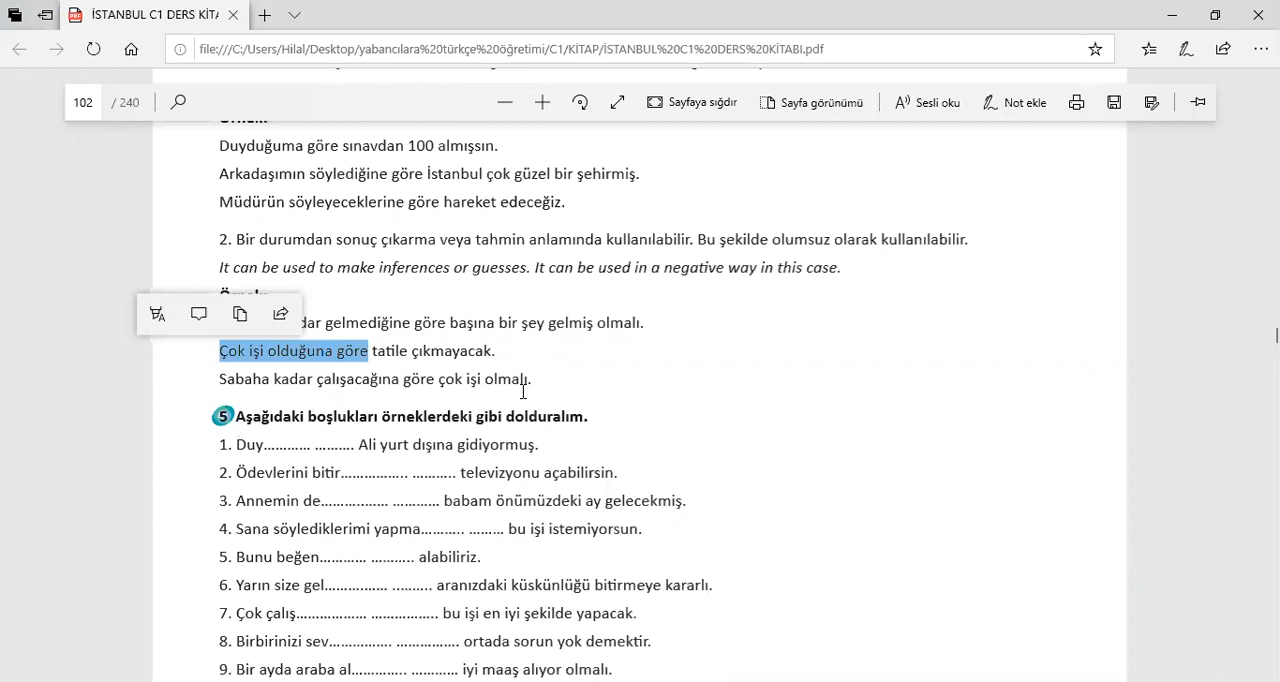 İSTANBUL C1 DERS KİTA
file:///C:/Users/Hilal/Desktop/yabancılara%20türkçe%20öğretimi/C1/KİTAP/İSTANBUL%20C1%20DERS%20KİTABI.pdf
102 / 240 Sayfaya sığdır Sayfa görünümü Sesli oku Not ekle
Duyduğuma göre sınavdan 100 almışsın.
Arkadaşımın söylediğine göre İstanbul çok güzel bir şehirmiş.
Müdürün söyleyeceklerine göre hareket edeceğiz.
2. Bir durumdan sonuç çıkarma veya tahmin anlamında kullanılabilir. Bu şekilde olumsuz olarak kullanılabilir.
It can be used to make inferences or guesses. It can be used in a negative way in this case.
dar gelmediğine göre başına bir şey gelmiş olmalı.
Çok işi olduğuna göre tatile çıkmayacak.
Sabaha kadar çalışacağına göre çok işi olmalı.
5 Aşağıdaki boşlukları örneklerdeki gibi dolduralım.
1. Duy………… ………. Ali yurt dışına gidiyormuş.
2. Ödevlerini bitir…………….. ……….. televizyonu açabilirsin.
3. Annemin de……………… ………… babam önümüzdeki ay gelecekmiş.
4. Sana söylediklerimi yapma……….. ……… bu işi istemiyorsun.
5. Bunu beğen………… ……….. alabiliriz.
6. Yarın size gel……………… ……….. aranızdaki küskünlüğü bitirmeye kararlı.
7. Çok çalış……………… …………….. bu işi en iyi şekilde yapacak.
8. Birbirinizi sev……………. ……………. ortada sorun yok demektir.
9. Bir ayda araba al………….. ………… iyi maaş alıyor olmalı.